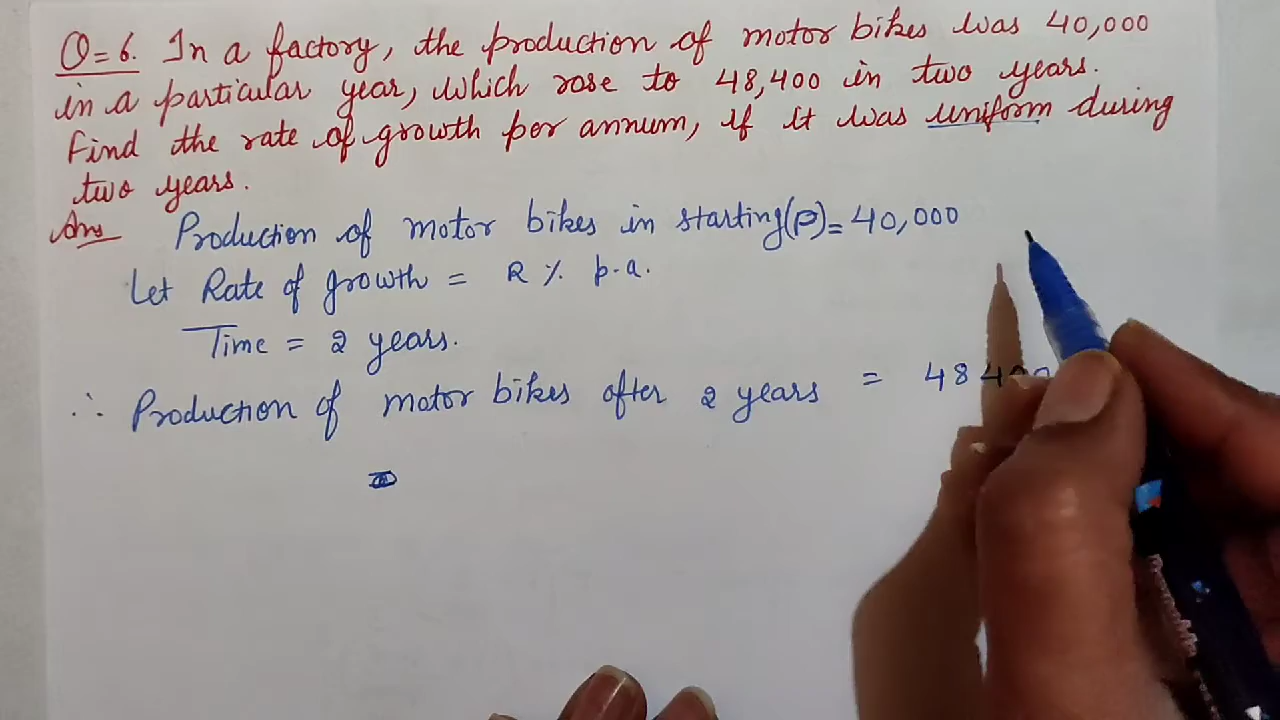 Q=6. In a factory, the production of motor bikes was 40,000
in a particular year, which rose to 48,400 in two years.
Find the rate of growth per annum, if it was uniform during
two years.
Ans Production of motor bikes in starting(P)= 40,000
Let Rate of growth = R % p.a.
Time = 2 years.
∴ Production of motor bikes after 2 years = 48400